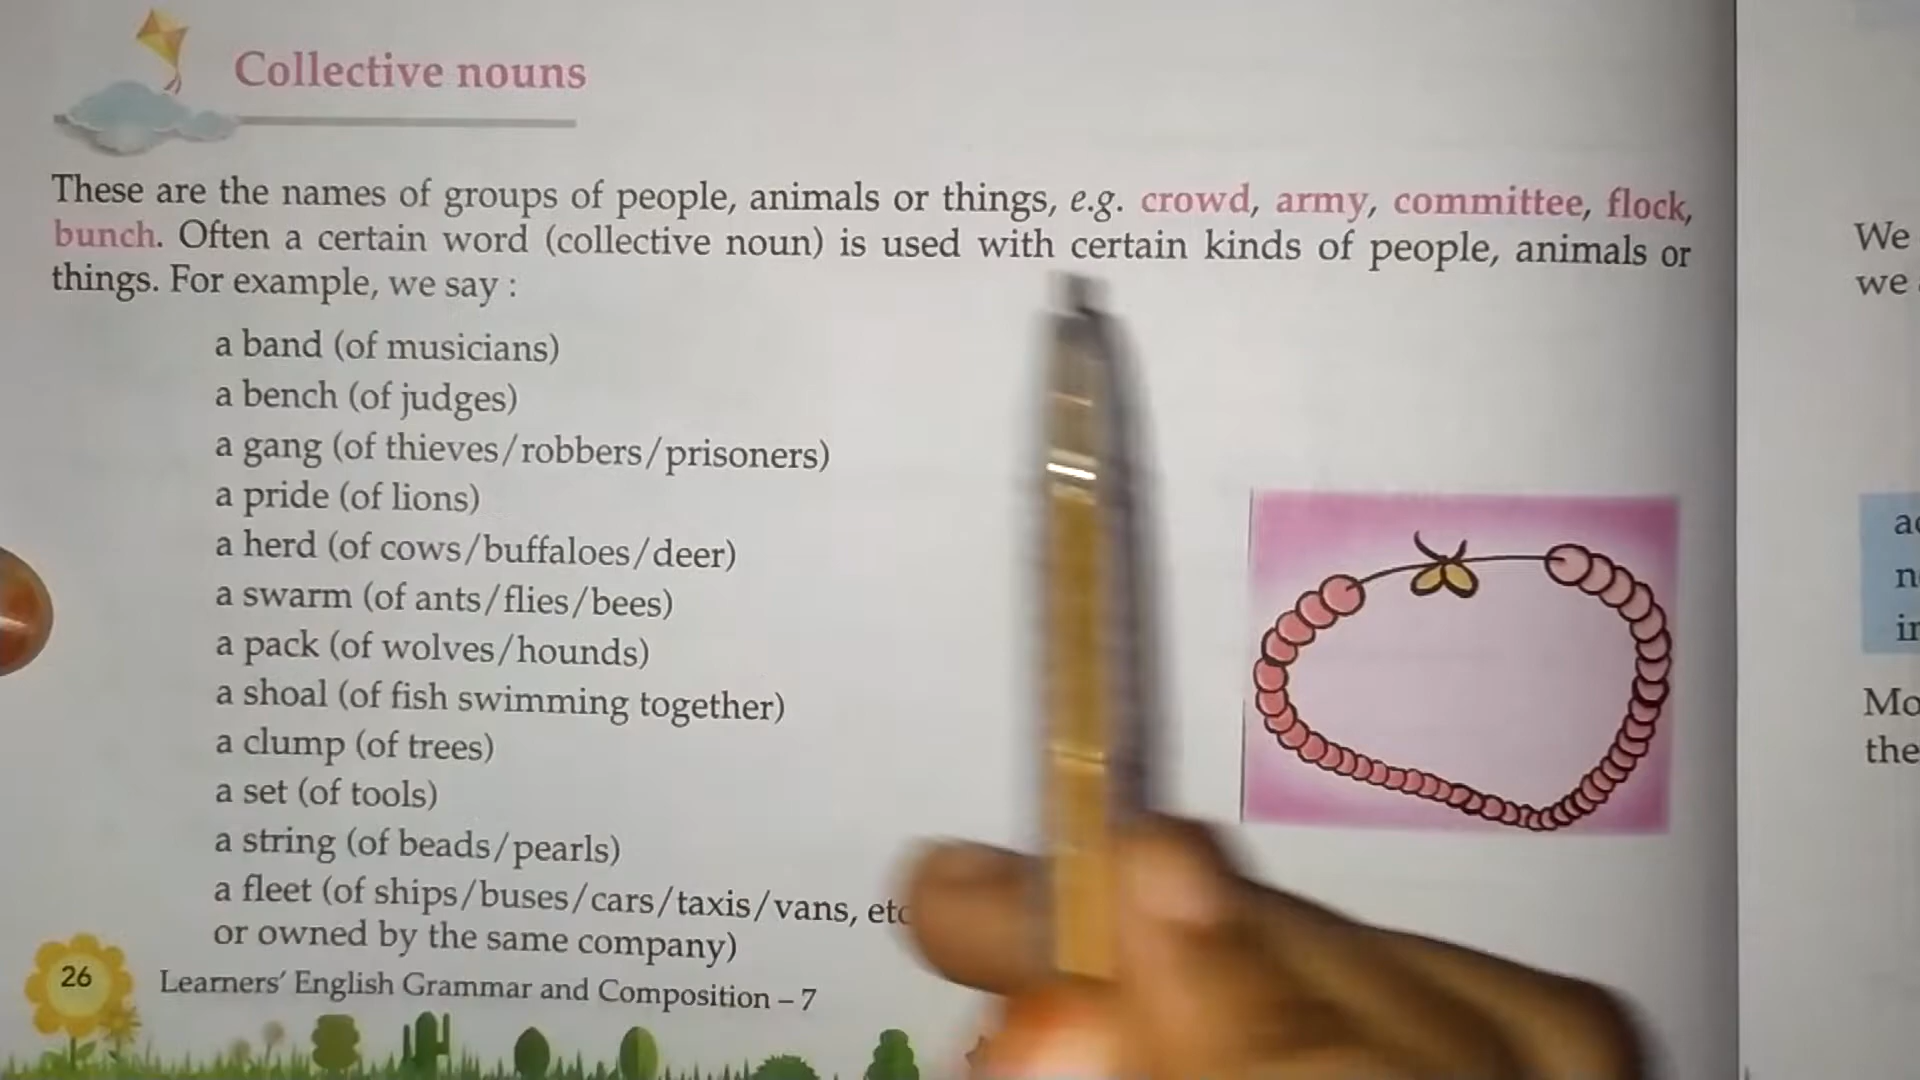 Collective nouns
These are the names of groups of people, animals or things, e.g. crowd, army, committee, flock,
bunch. Often a certain word (collective noun) is used with certain kinds of people, animals or
things. For example, we say :
a band (of musicians)
a bench (of judges)
a gang (of thieves/robbers/prisoners)
a pride (of lions)
a herd (of cows/buffaloes/deer)
a swarm (of ants/flies/bees)
a pack (of wolves/hounds)
a shoal (of fish swimming together)
a clump (of trees)
a set (of tools)
a string (of beads/pearls)
a fleet (of ships/buses/cars/taxis/vans,
or owned by the same company)
26 Learners' English Grammar and Composition – 7
We
we
the